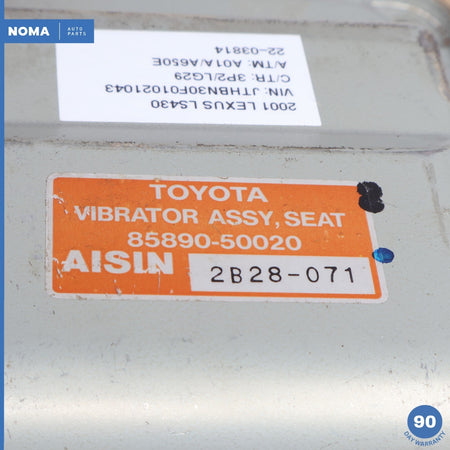 NOMA AUTO PARTS
2001 LEXUS LS430
VIN: JTHBN30F01021043
C/TR: 3P2/LG29
A/TM: A01A/A650E
22-03814
TOYOTA
VIBRATOR ASSY, SEAT
85890-50020
AISIN 2B28-071
90
DAY WARRANTY